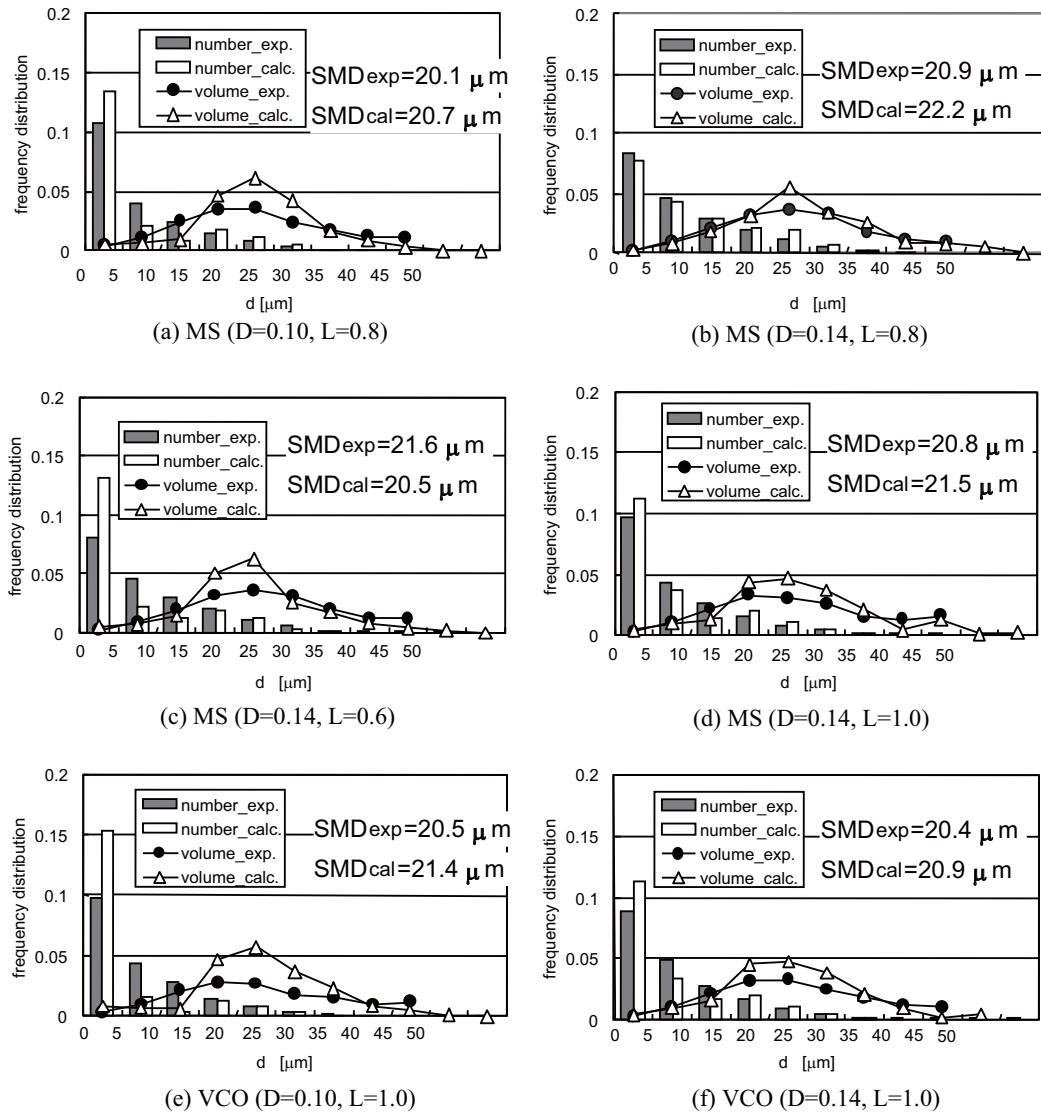 0.2
0.15
0.1
0.05
0
frequency distribution
number_exp.
number_calc.
volume_exp.
volume_calc.
SMDexp=20.1 μm
SMDcal=20.7 μm
0 5 10 15 20 25 30 35 40 45 50
d [μm]
(a) MS (D=0.10, L=0.8)
0.2
0.15
0.1
0.05
0
frequency distribution
number_exp.
number_calc.
volume_exp.
volume_calc.
SMDexp=20.9 μm
SMDcal=22.2 μm
0 5 10 15 20 25 30 35 40 45 50
d [μm]
(b) MS (D=0.14, L=0.8)
0.2
0.15
0.1
0.05
0
frequency distribution
number_exp.
number_calc.
volume_exp.
volume_calc.
SMDexp=21.6 μm
SMDcal=20.5 μm
0 5 10 15 20 25 30 35 40 45 50
d [μm]
(c) MS (D=0.14, L=0.6)
0.2
0.15
0.1
0.05
0
frequency distribution
number_exp.
number_calc.
volume_exp.
volume_calc.
SMDexp=20.8 μm
SMDcal=21.5 μm
0 5 10 15 20 25 30 35 40 45 50
d [μm]
(d) MS (D=0.14, L=1.0)
0.2
0.15
0.1
0.05
0
frequency distribution
number_exp.
number_calc.
volume_exp.
volume_calc.
SMDexp=20.5 μm
SMDcal=21.4 μm
0 5 10 15 20 25 30 35 40 45 50
d [μm]
(e) VCO (D=0.10, L=1.0)
0.2
0.15
0.1
0.05
0
frequency distribution
number_exp.
number_calc.
volume_exp.
volume_calc.
SMDexp=20.4 μm
SMDcal=20.9 μm
0 5 10 15 20 25 30 35 40 45 50
d [μm]
(f) VCO (D=0.14, L=1.0)